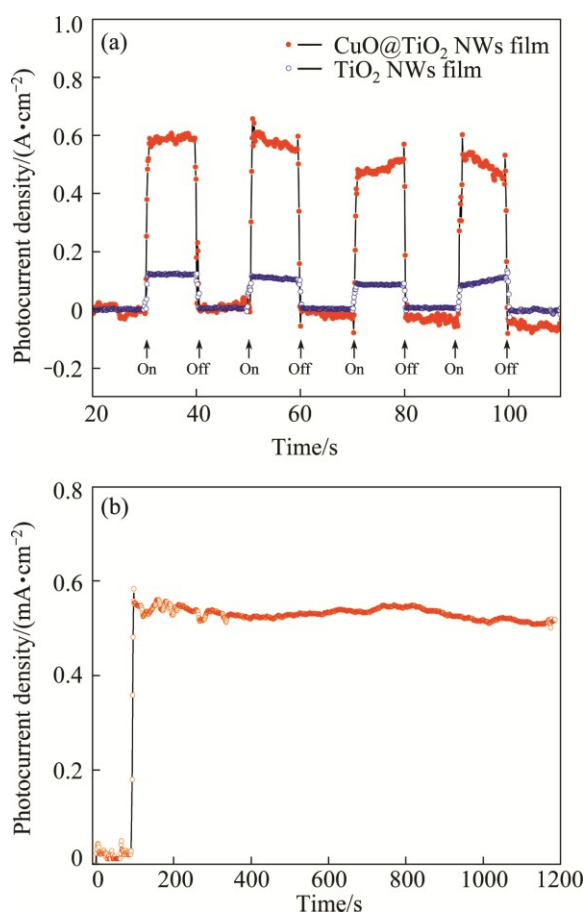 (a)
CuO@TiO₂ NWs film
TiO₂ NWs film
Photocurrent density/(A•cm⁻²)
1.0
0.8
0.6
0.4
0.2
0
−0.2
On Off On Off On Off On Off
20 40 60 80 100
Time/s
(b)
Photocurrent density/(mA•cm⁻²)
0.8
0.6
0.4
0.2
0
0 200 400 600 800 1000 1200
Time/s